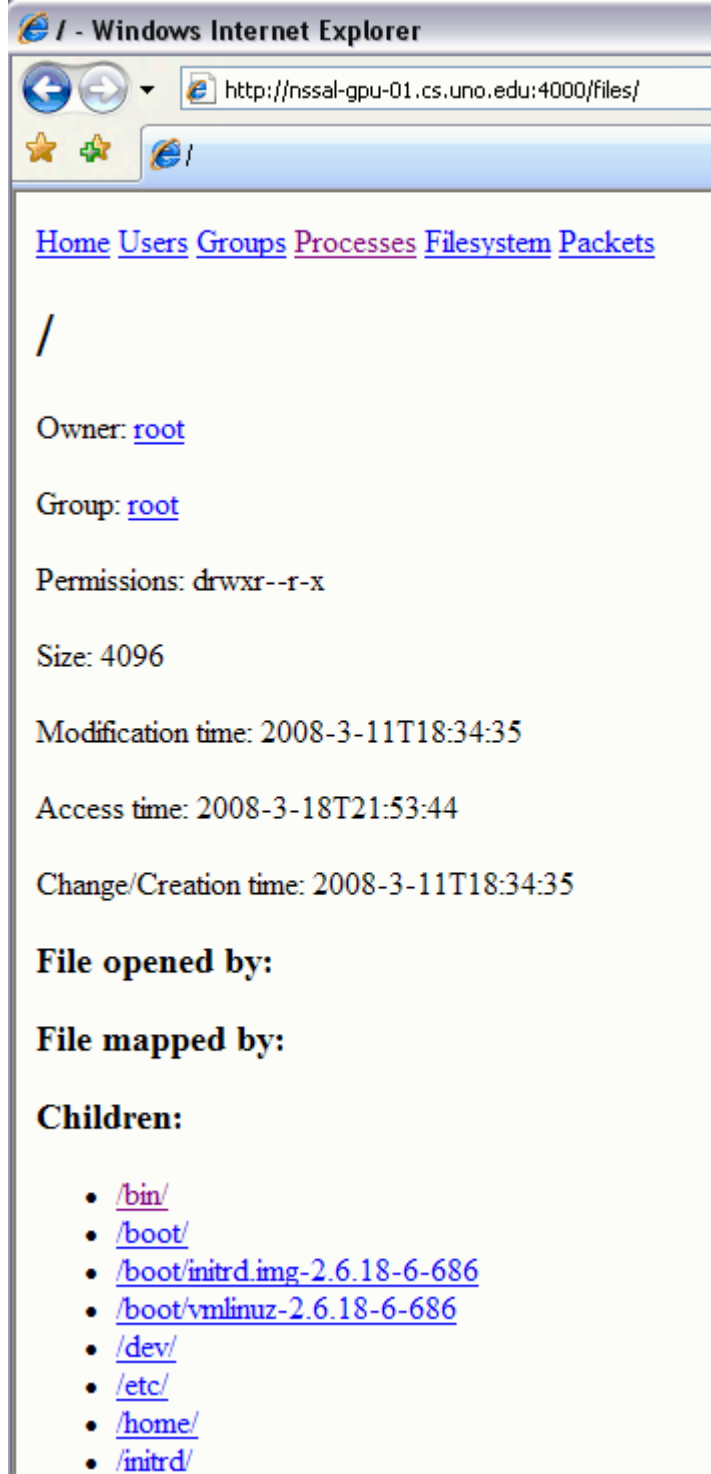 / - Windows Internet Explorer
http://nssal-gpu-01.cs.uno.edu:4000/files/
/
Home Users Groups Processes Filesystem Packets
/
Owner: root
Group: root
Permissions: drwxr--r-x
Size: 4096
Modification time: 2008-3-11T18:34:35
Access time: 2008-3-18T21:53:44
Change/Creation time: 2008-3-11T18:34:35
File opened by:
File mapped by:
Children:
/bin/
/boot/
/boot/initrd.img-2.6.18-6-686
/boot/vmlinuz-2.6.18-6-686
/dev/
/etc/
/home/
/initrd/